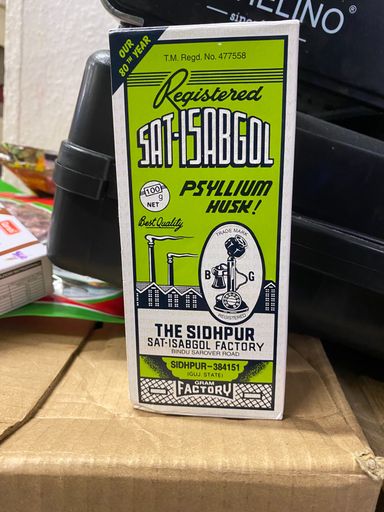 ELINO®
since
OUR
80TH YEAR
T.M. Regd. No. 477558
Registered
SAT-ISABGOL
100
g
NET
PSYLLIUM
HUSK!
Best Quality
TRADE MARK
B G
REGISTERED
THE SIDHPUR
SAT-ISABGOL FACTORY
BINDU SAROVER ROAD
SIDHPUR-384151
(GUJ. STATE)
GRAM
FACTORY